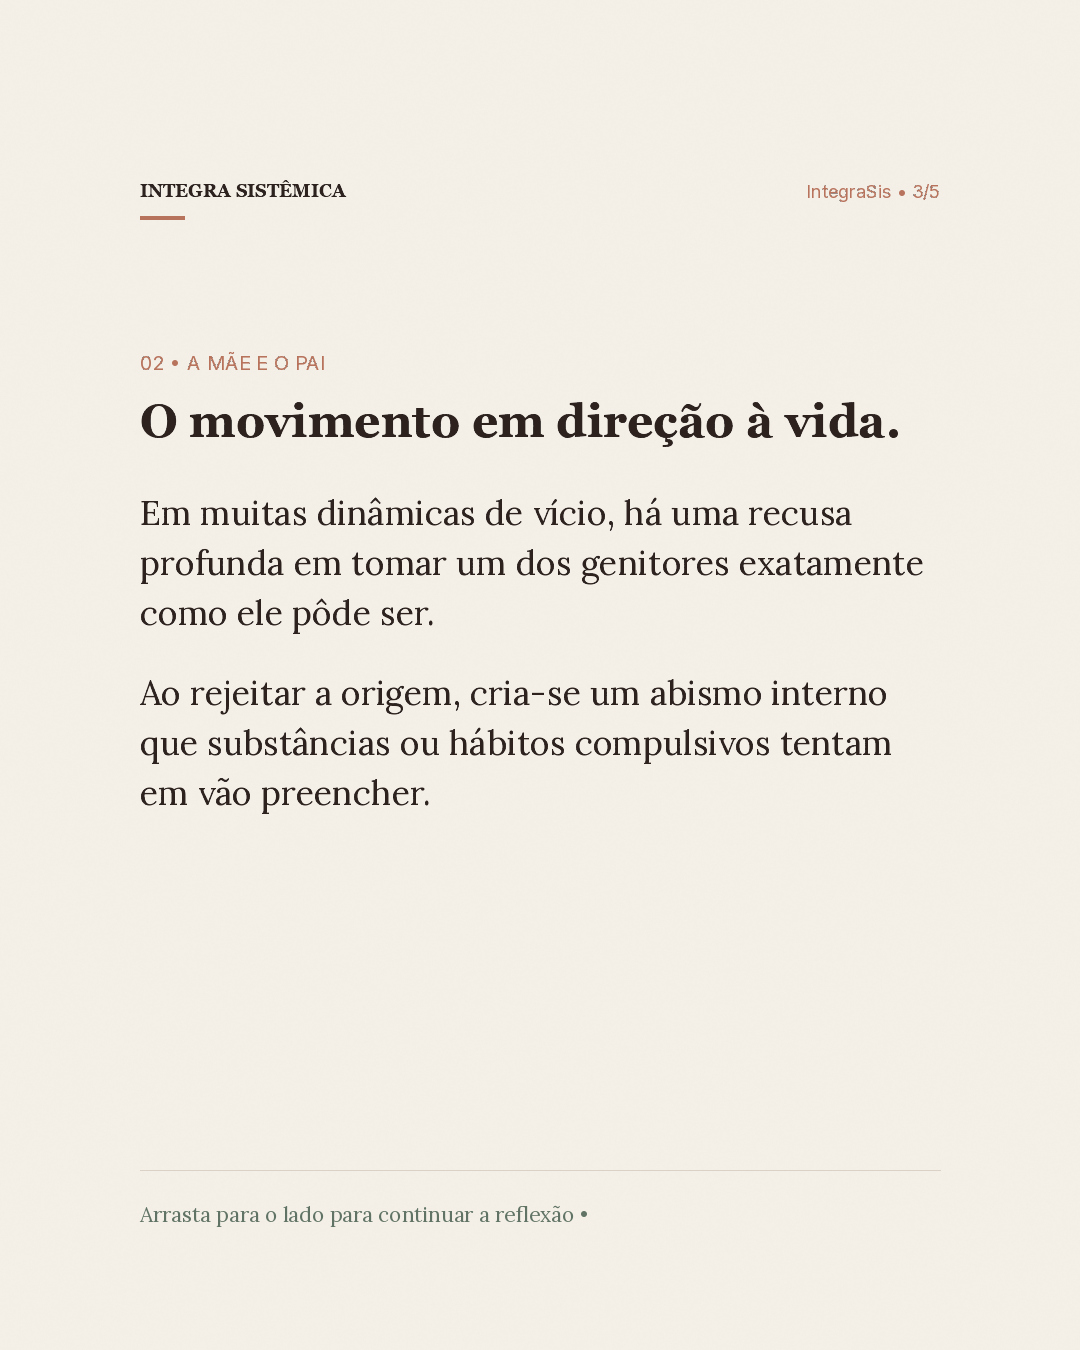 INTEGRA SISTÊMICA
IntegraSis • 3/5
02 • A MÃE E O PAI
O movimento em direção à vida.
Em muitas dinâmicas de vício, há uma recusa
profunda em tomar um dos genitores exatamente
como ele pôde ser.
Ao rejeitar a origem, cria-se um abismo interno
que substâncias ou hábitos compulsivos tentam
em vão preencher.
Arrasta para o lado para continuar a reflexão •